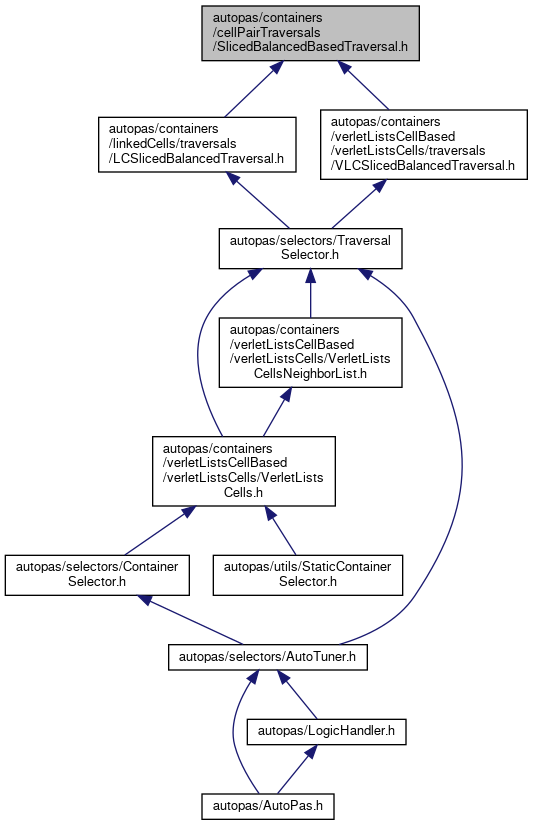 autopas/containers
/cellPairTraversals
/SlicedBalancedBasedTraversal.h
autopas/containers
/linkedCells/traversals
/LCSlicedBalancedTraversal.h
autopas/containers
/verletListsCellBased
/verletListsCells/traversals
/VLCSlicedBalancedTraversal.h
autopas/selectors/Traversal
Selector.h
autopas/containers
/verletListsCellBased
/verletListsCells/VerletLists
CellsNeighborList.h
autopas/containers
/verletListsCellBased
/verletListsCells/VerletLists
Cells.h
autopas/selectors/Container
Selector.h
autopas/utils/StaticContainer
Selector.h
autopas/selectors/AutoTuner.h
autopas/LogicHandler.h
autopas/AutoPas.h